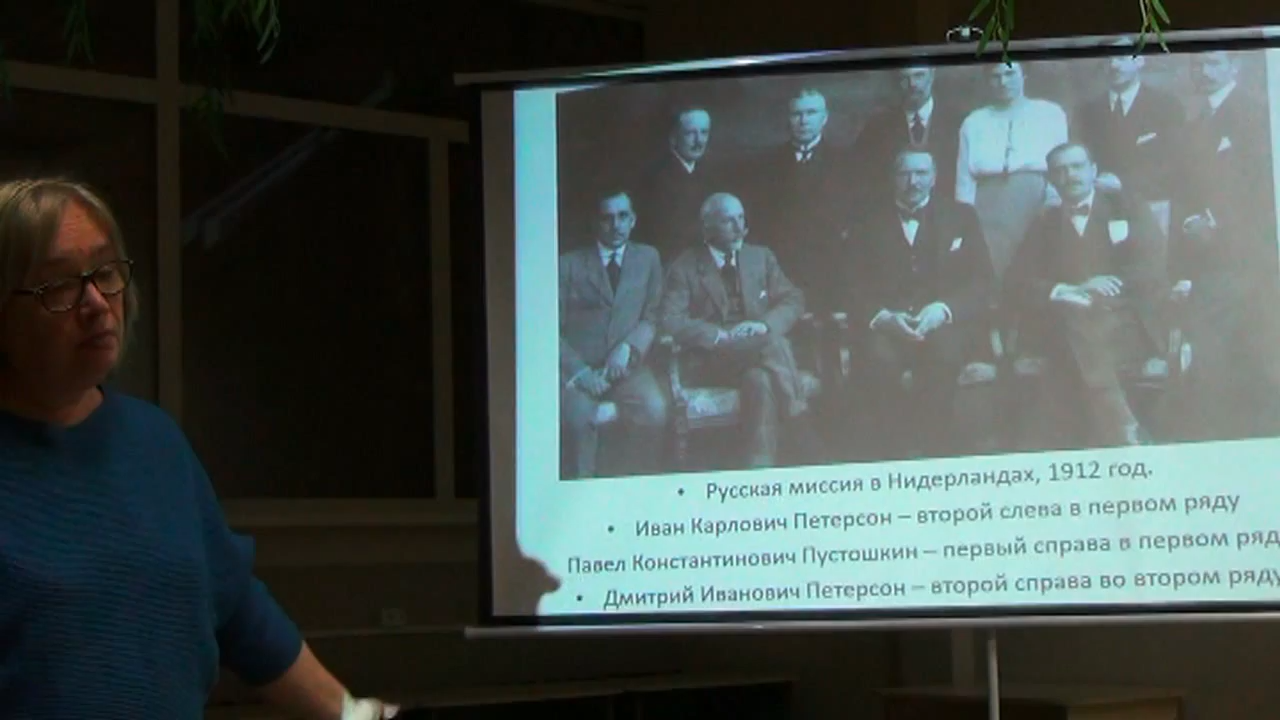 • Русская миссия в Нидерландах, 1912 год.
• Иван Карлович Петерсон – второй слева в первом ряду
Павел Константинович Пустошкин – первый справа в первом ряд
• Дмитрий Иванович Петерсон – второй справа во втором ряду